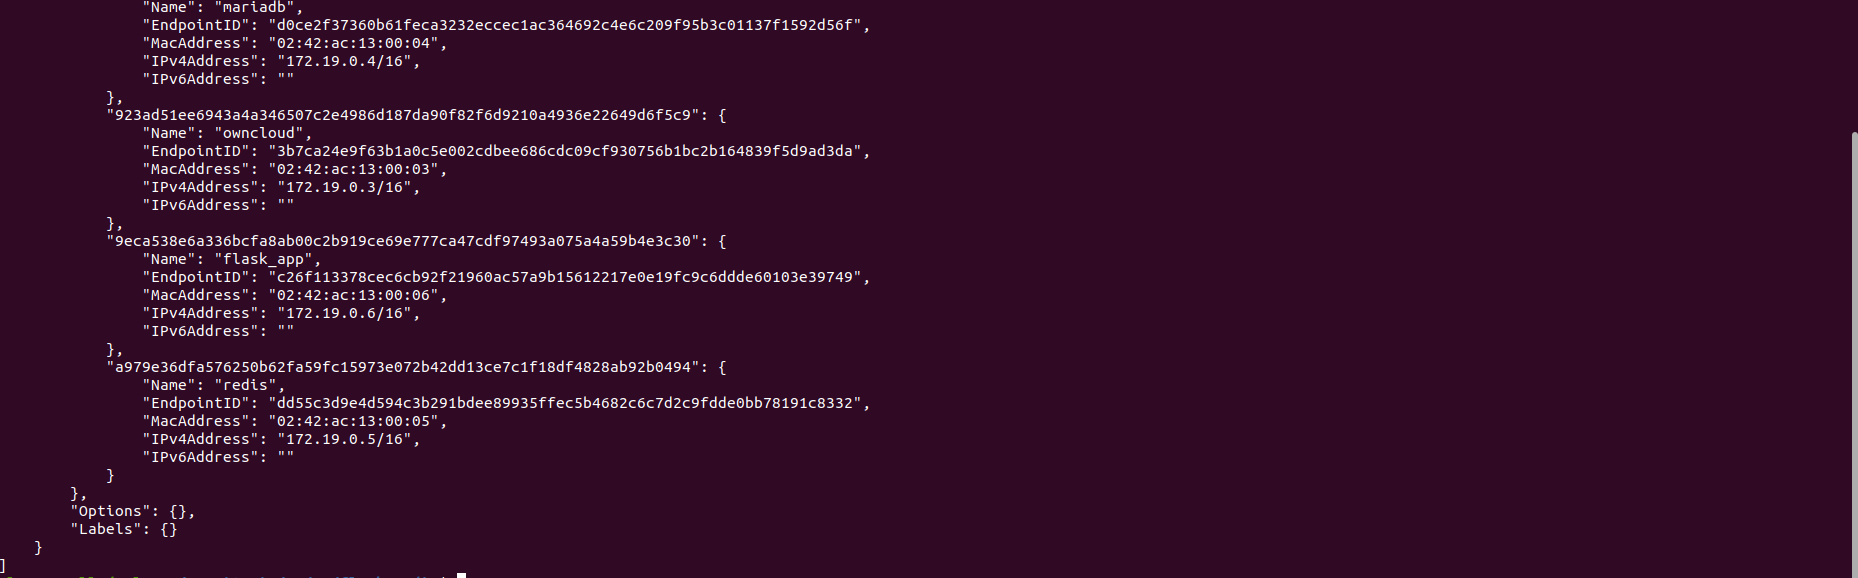 "Name": "mariadb",
"EndpointID": "d0ce2f37360b61feca3232eccec1ac364692c4e6c209f95b3c01137f1592d56f",
"MacAddress": "02:42:ac:13:00:04",
"IPv4Address": "172.19.0.4/16",
"IPv6Address": ""
},
"923ad51ee6943a4a346507c2e4986d187da90f82f6d9210a4936e22649d6f5c9": {
"Name": "owncloud",
"EndpointID": "3b7ca24e9f63b1a0c5e002cdbee686cdc09cf930756b1bc2b164839f5d9ad3da",
"MacAddress": "02:42:ac:13:00:03",
"IPv4Address": "172.19.0.3/16",
"IPv6Address": ""
},
"9eca538e6a336bcfa8ab00c2b919ce69e777ca47cdf97493a075a4a59b4e3c30": {
"Name": "flask_app",
"EndpointID": "c26f113378cec6cb92f21960ac57a9b15612217e0e19fc9c6ddde60103e39749",
"MacAddress": "02:42:ac:13:00:06",
"IPv4Address": "172.19.0.6/16",
"IPv6Address": ""
},
"a979e36dfa576250b62fa59fc15973e072b42dd13ce7c1f18df4828ab92b0494": {
"Name": "redis",
"EndpointID": "dd55c3d9e4d594c3b291bdee89935ffec5b4682c6c7d2c9fdde0bb78191c8332",
"MacAddress": "02:42:ac:13:00:05",
"IPv4Address": "172.19.0.5/16",
"IPv6Address": ""
}
},
"Options": {},
"Labels": {}
}
]